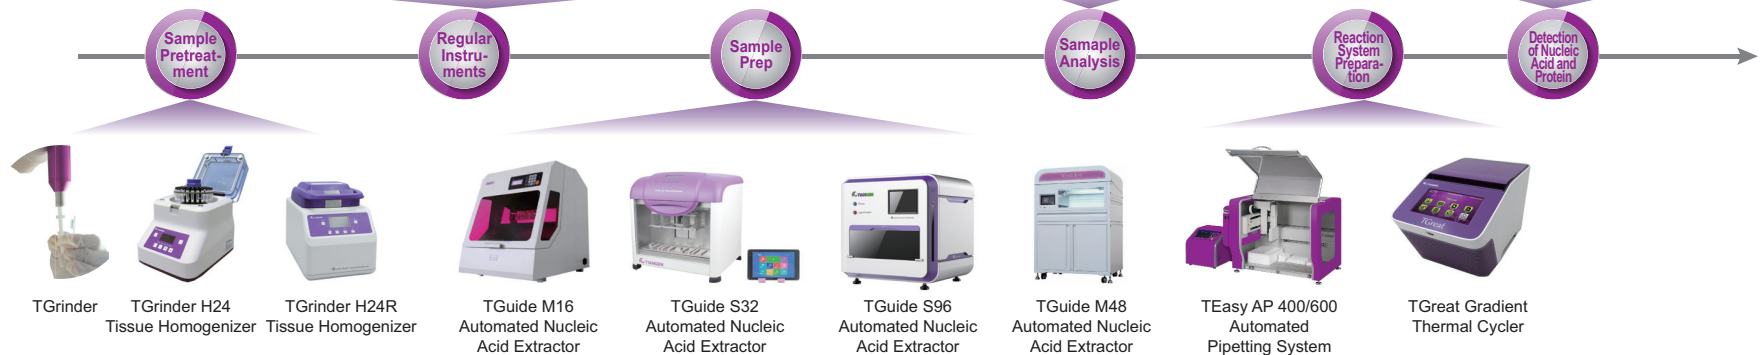 Sample
Pretreat-
ment
Regular
Instru-
ments
Sample
Prep
Samaple
Analysis
Reaction
System
Prepara-
tion
Detection
of Nucleic
Acid and
Protein
TIANGEN
TIANGEN
TGreat
TGrinder
TGrinder H24
Tissue Homogenizer
TGrinder H24R
Tissue Homogenizer
TGuide M16
Automated Nucleic
Acid Extractor
TGuide S32
Automated Nucleic
Acid Extractor
TGuide S96
Automated Nucleic
Acid Extractor
TGuide M48
Automated Nucleic
Acid Extractor
TEasy AP 400/600
Automated
Pipetting System
TGreat Gradient
Thermal Cycler